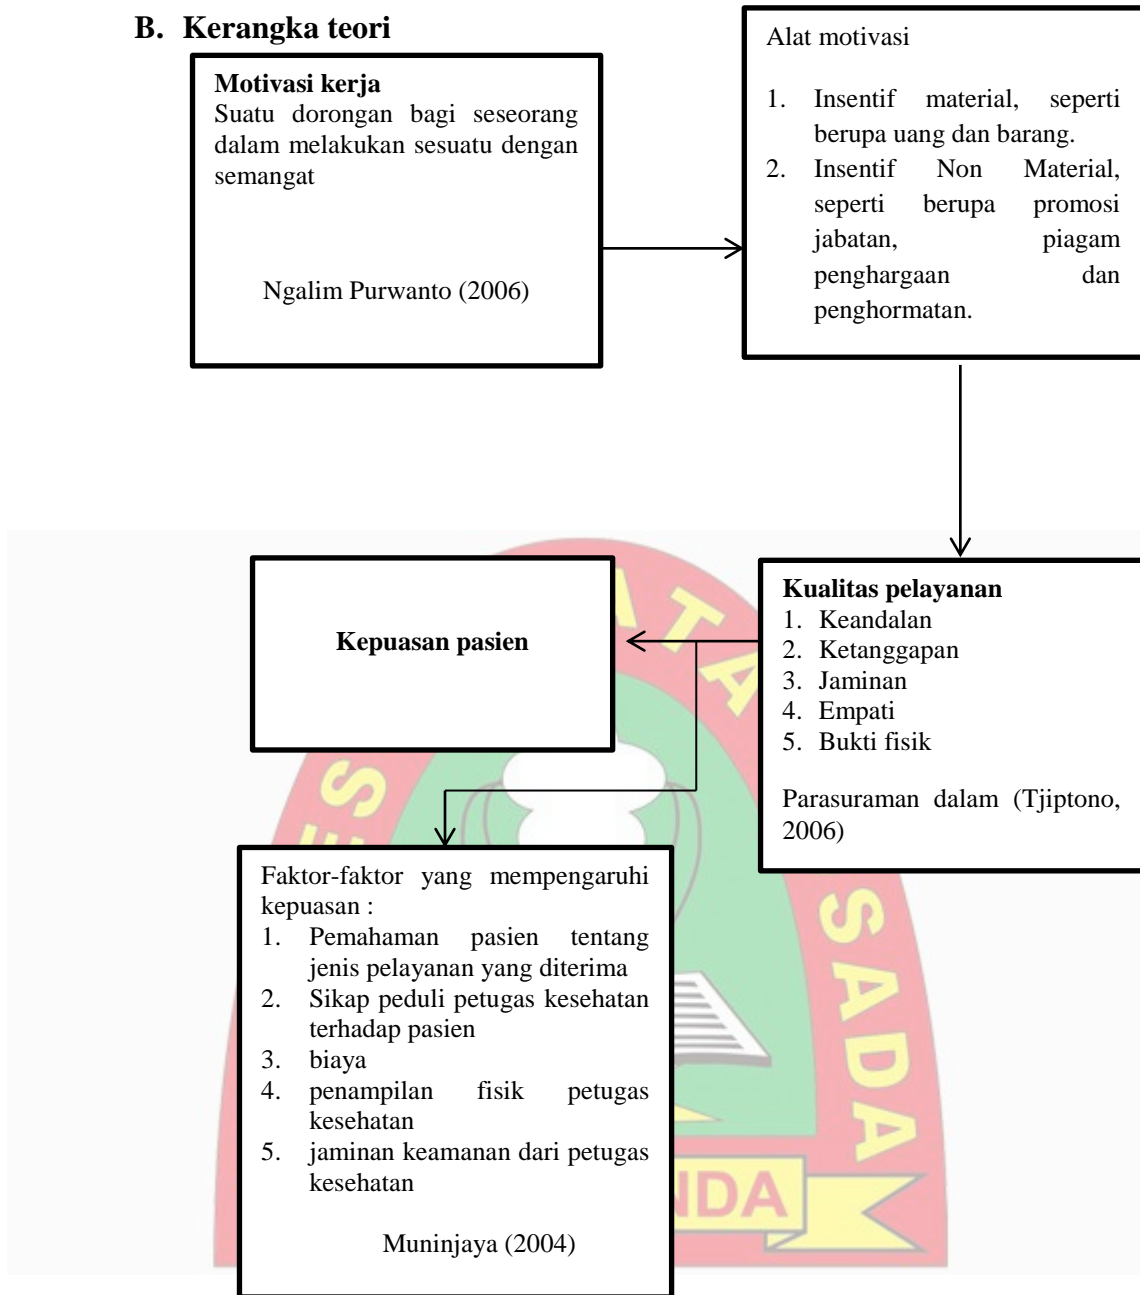 B. Kerangka teori
Motivasi kerja
Suatu dorongan bagi seseorang
dalam melakukan sesuatu dengan
semangat
Ngalim Purwanto (2006)
Alat motivasi
1. Insentif material, seperti
berupa uang dan barang.
2. Insentif Non Material,
seperti berupa promosi
jabatan, piagam
penghargaan dan
penghormatan.
Kualitas pelayanan
1. Keandalan
2. Ketanggapan
3. Jaminan
4. Empati
5. Bukti fisik
Parasuraman dalam (Tjiptono,
2006)
Kepuasan pasien
Faktor-faktor yang mempengaruhi
kepuasan :
1. Pemahaman pasien tentang
jenis pelayanan yang diterima
2. Sikap peduli petugas kesehatan
terhadap pasien
3. biaya
4. penampilan fisik petugas
kesehatan
5. jaminan keamanan dari petugas
kesehatan
Muninjaya (2004)
SADA